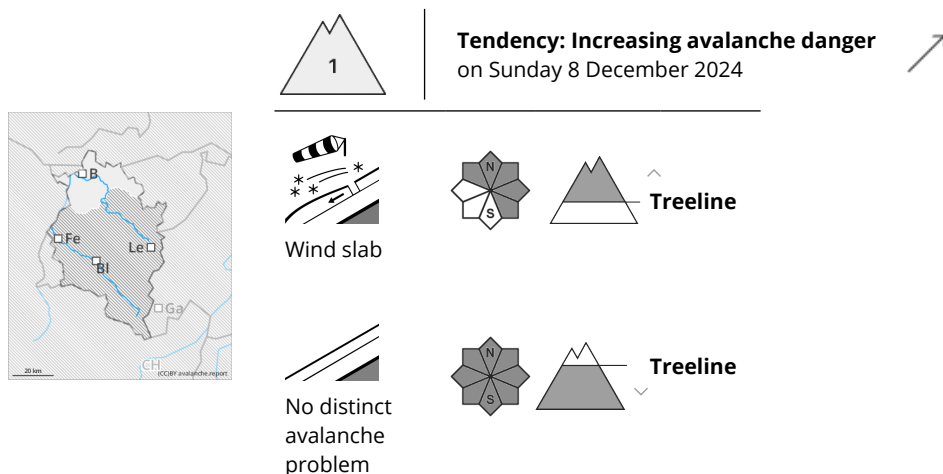 1
Tendency: Increasing avalanche danger
on Sunday 8 December 2024
B
Fe
Le
Bl
Ga
CH
20 km
(CC)BY avalanche.report
N
S
Treeline
Wind slab
N
S
Treeline
No distinct
avalanche
problem